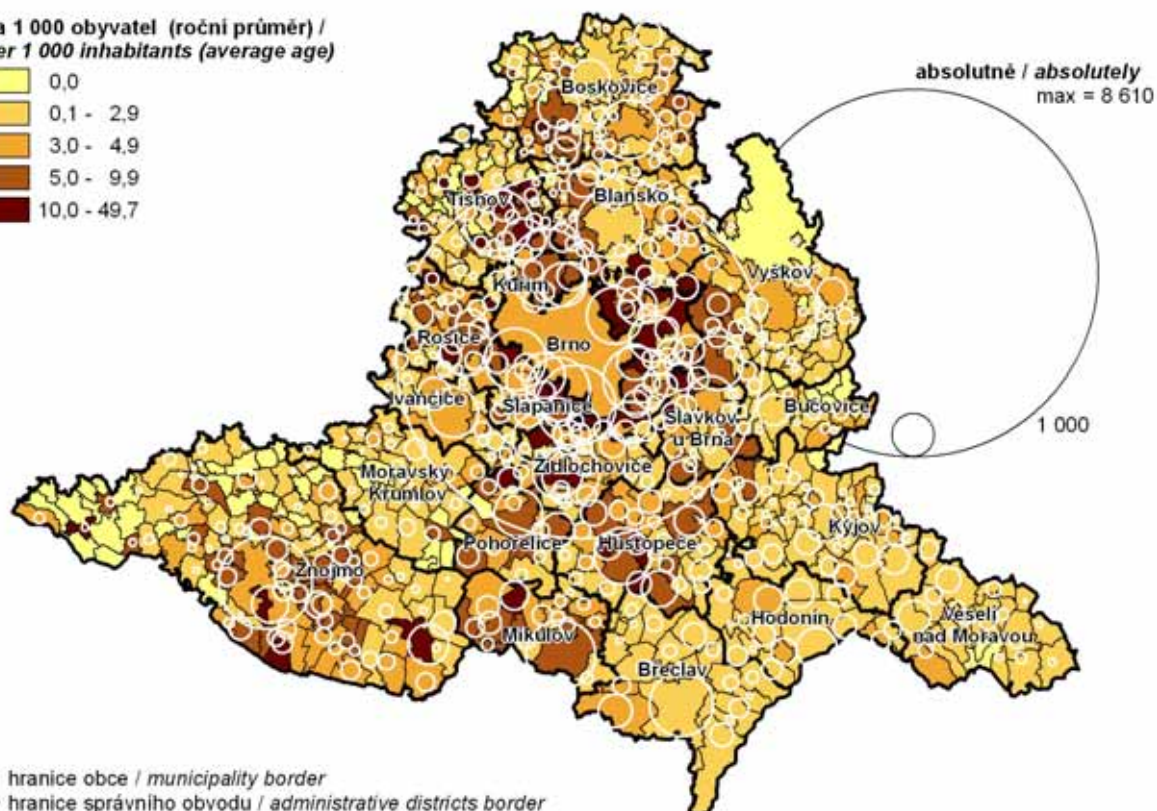 a 1 000 obyvatel (roční průměr) /
er 1 000 inhabitants (average age)
0,0
0,1 - 2,9
3,0 - 4,9
5,0 - 9,9
10,0 - 49,7
absolutně / absolutely
max = 8 610
1 000
Boskovice
Tišnov
Blansko
Vyškov
Kuřim
Rosice
Brno
Ivančice
Šlapanice
Slavkov
u Brna
Bučovice
Moravský
Krumlov
Židlochovice
Kyjov
Pohořelice
Hustopeče
Znojmo
Mikulov
Hodonín
Veselí
nad Moravou
Břeclav
hranice obce / municipality border
hranice správního obvodu / administrative districts border